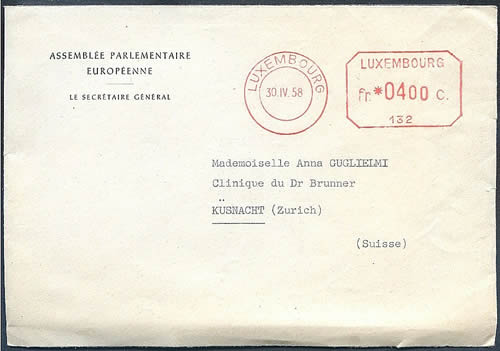 ASSEMBLÉE PARLEMENTAIRE
EUROPÉENNE
LE SECRÉTAIRE GÉNÉRAL
LUXEMBOURG
30.IV.58
LUXEMBOURG
fr.*0400 C.
132
Mademoiselle Anna GUGLIELMI
Clinique du Dr Brunner
KÜSNACHT (Zurich)
(Suisse)